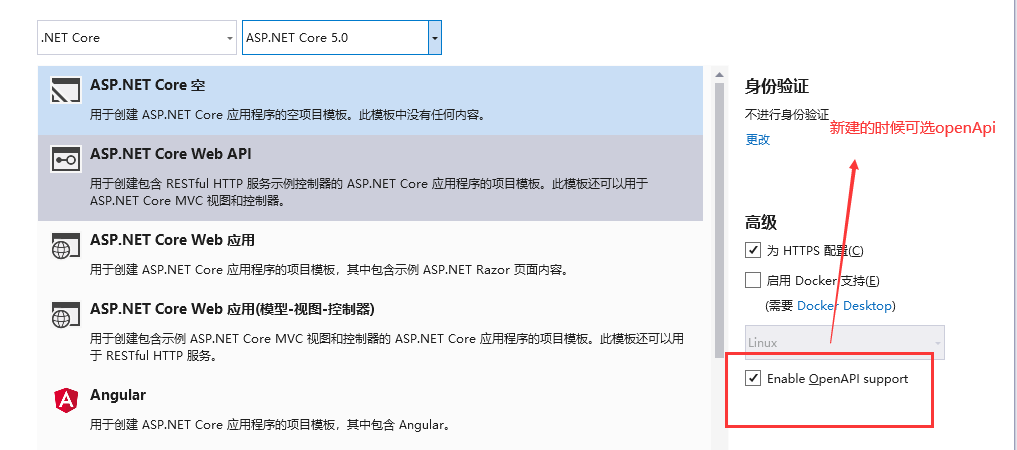 .NET Core
ASP.NET Core 5.0
ASP.NET Core 空
用于创建 ASP.NET Core 应用程序的空项目模板。此模板中没有任何内容。
ASP.NET Core Web API
用于创建包含 RESTful HTTP 服务示例控制器的 ASP.NET Core 应用程序的项目模板。此模板还可以用于
ASP.NET Core MVC 视图和控制器。
ASP.NET Core Web 应用
用于创建 ASP.NET Core 应用程序的项目模板，其中包含示例 ASP.NET Razor 页面内容。
ASP.NET Core Web 应用(模型-视图-控制器)
用于创建包含示例 ASP.NET Core MVC 视图和控制器的 ASP.NET Core 应用程序的项目模板。此模板还可以用
于 RESTful HTTP 服务。
Angular
用于创建 ASP.NET Core 应用程序的项目模板，其中包含 Angular。
身份验证
不进行身份验证
新建的时候可选openApi
更改
高级
为 HTTPS 配置(C)
启用 Docker 支持(E)
(需要 Docker Desktop)
Linux
Enable OpenAPI support